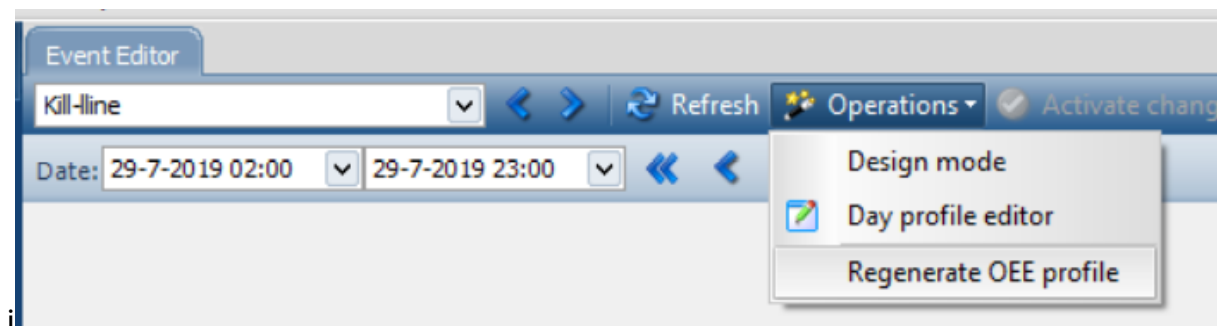 Event Editor
Kill-lline
Refresh
Operations
Activate chang
Date: 29-7-2019 02:00 29-7-2019 23:00
Design mode
Day profile editor
Regenerate OEE profile
i